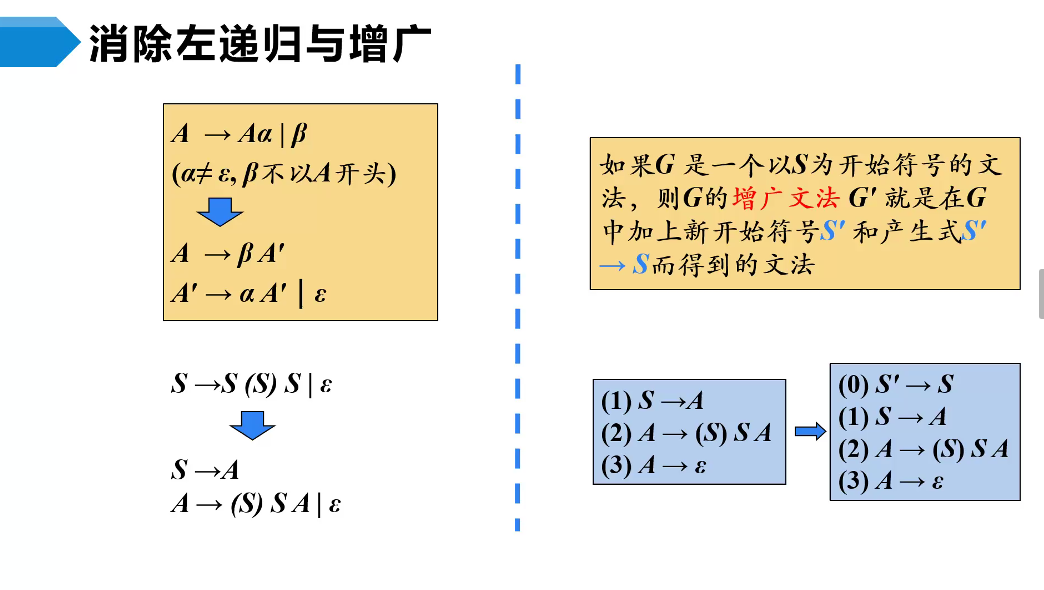 消除左递归与增广
A → Aα | β
(α≠ ε, β不以A开头)
A → β A′
A′ → α A′ | ε
S →S (S) S | ε
S →A
A → (S) S A | ε
如果G 是一个以S为开始符号的文
法，则G的增广文法 G′ 就是在G
中加上新开始符号S′ 和产生式S′
→ S而得到的文法
(1) S →A
(2) A → (S) S A
(3) A → ε
(0) S′ → S
(1) S → A
(2) A → (S) S A
(3) A → ε